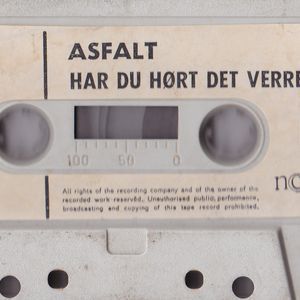 ASFALT
HAR DU HØRT DET VERRE
100 50 0
All rights of the recording company and of the owner of the
recorded work reserved. Unauthorised public, performance,
broadcasting and copying of this tape record prohibited.